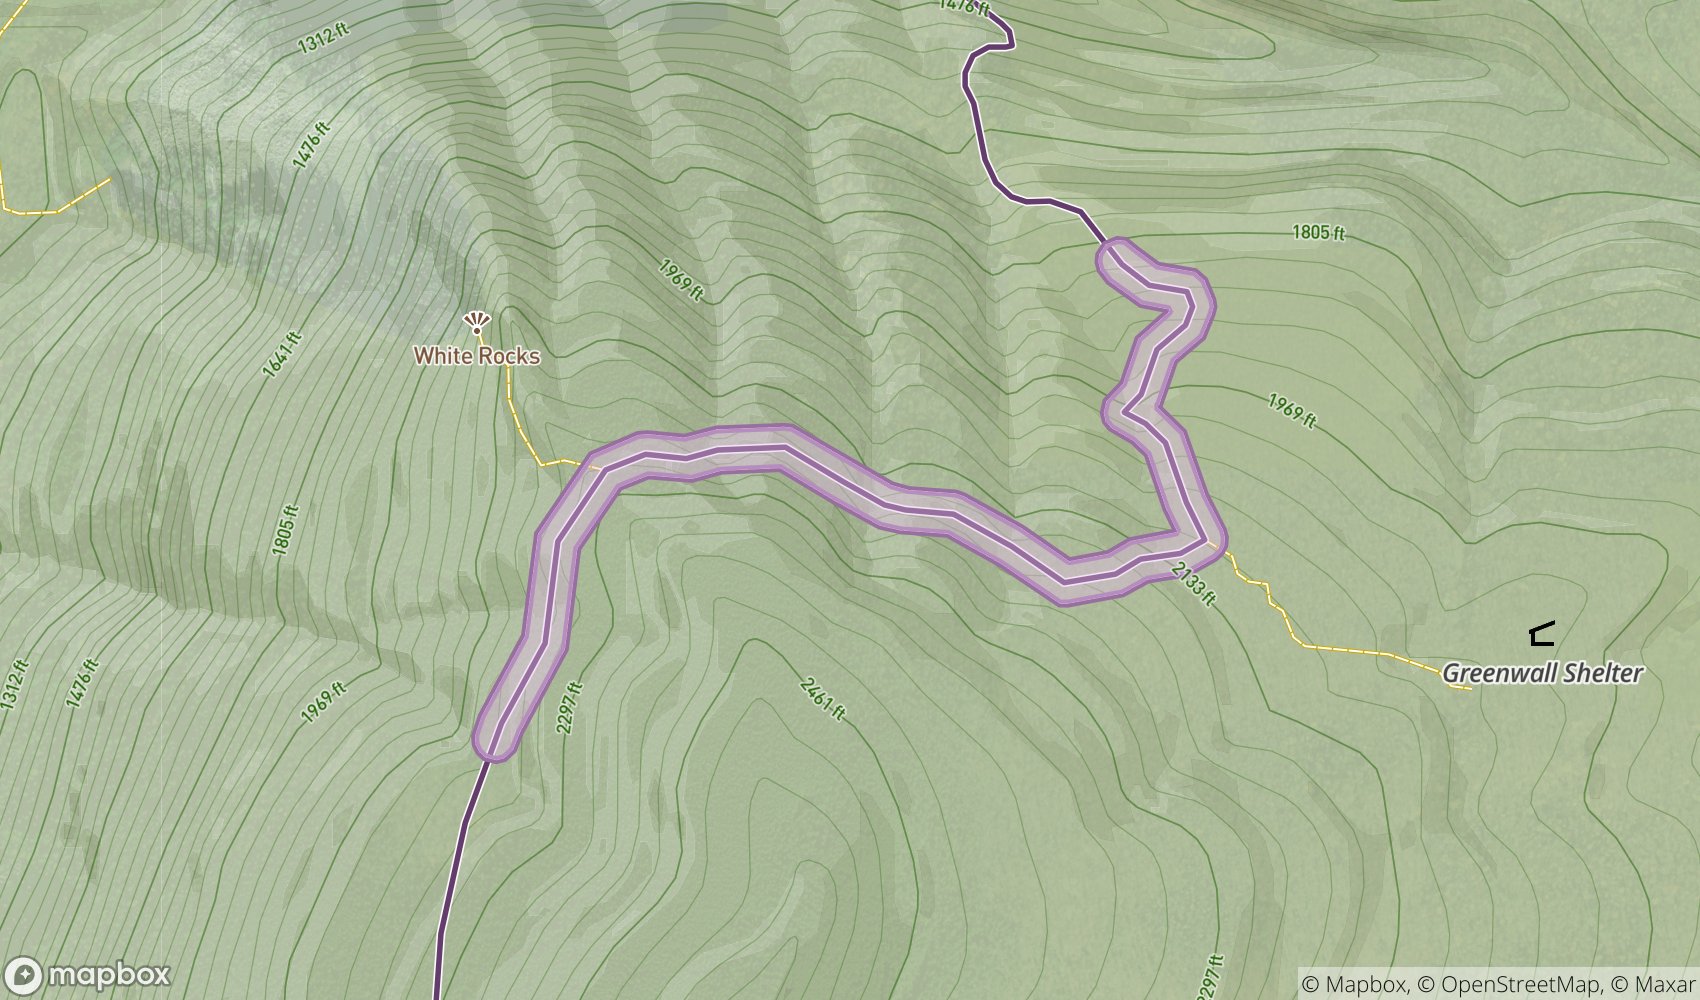 1476 ft
1312 ft
1476 ft
1805 ft
1969 ft
White Rocks
1641 ft
1969 ft
1805 ft
2133 ft
Greenwall Shelter
1312 ft
1476 ft
1969 ft
2297 ft
2461 ft
2297 ft
mapbox
© Mapbox, © OpenStreetMap, © Maxar